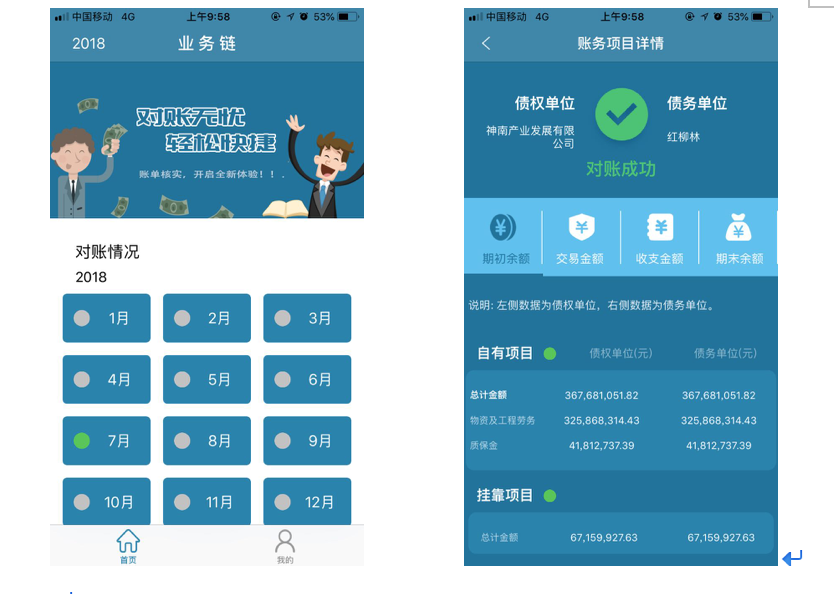 中国移动 4G 上午9:58 53%
2018 业务链
对账无忧
轻松快捷
账单核实，开启全新体验！！.
对账情况
2018
1月 2月 3月
4月 5月 6月
7月 8月 9月
10月 11月 12月
首页 我的
中国移动 4G 上午9:58 53%
账务项目详情
债权单位 债务单位
神南产业发展有限
公司
红柳林
对账成功
期初余额 交易金额 收支金额 期末余额
说明: 左侧数据为债权单位，右侧数据为债务单位。
自有项目 债权单位(元) 债务单位(元)
总计金额 367,681,051.82 367,681,051.82
物资及工程劳务 325,868,314.43 325,868,314.43
质保金 41,812,737.39 41,812,737.39
挂靠项目
总计金额 67,159,927.63 67,159,927.63